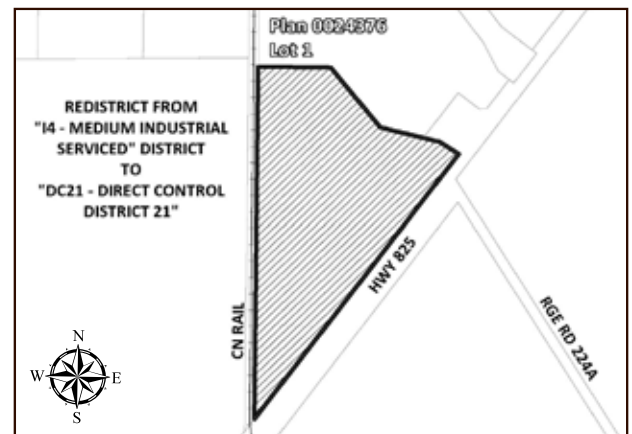 Plan 0024376
Lot 1
REDISTRICT FROM
"I4 - MEDIUM INDUSTRIAL
SERVICED" DISTRICT
TO
"DC21 - DIRECT CONTROL
DISTRICT 21"
HWY 825
CN RAIL
RGE RD 224A
N
W
E
S